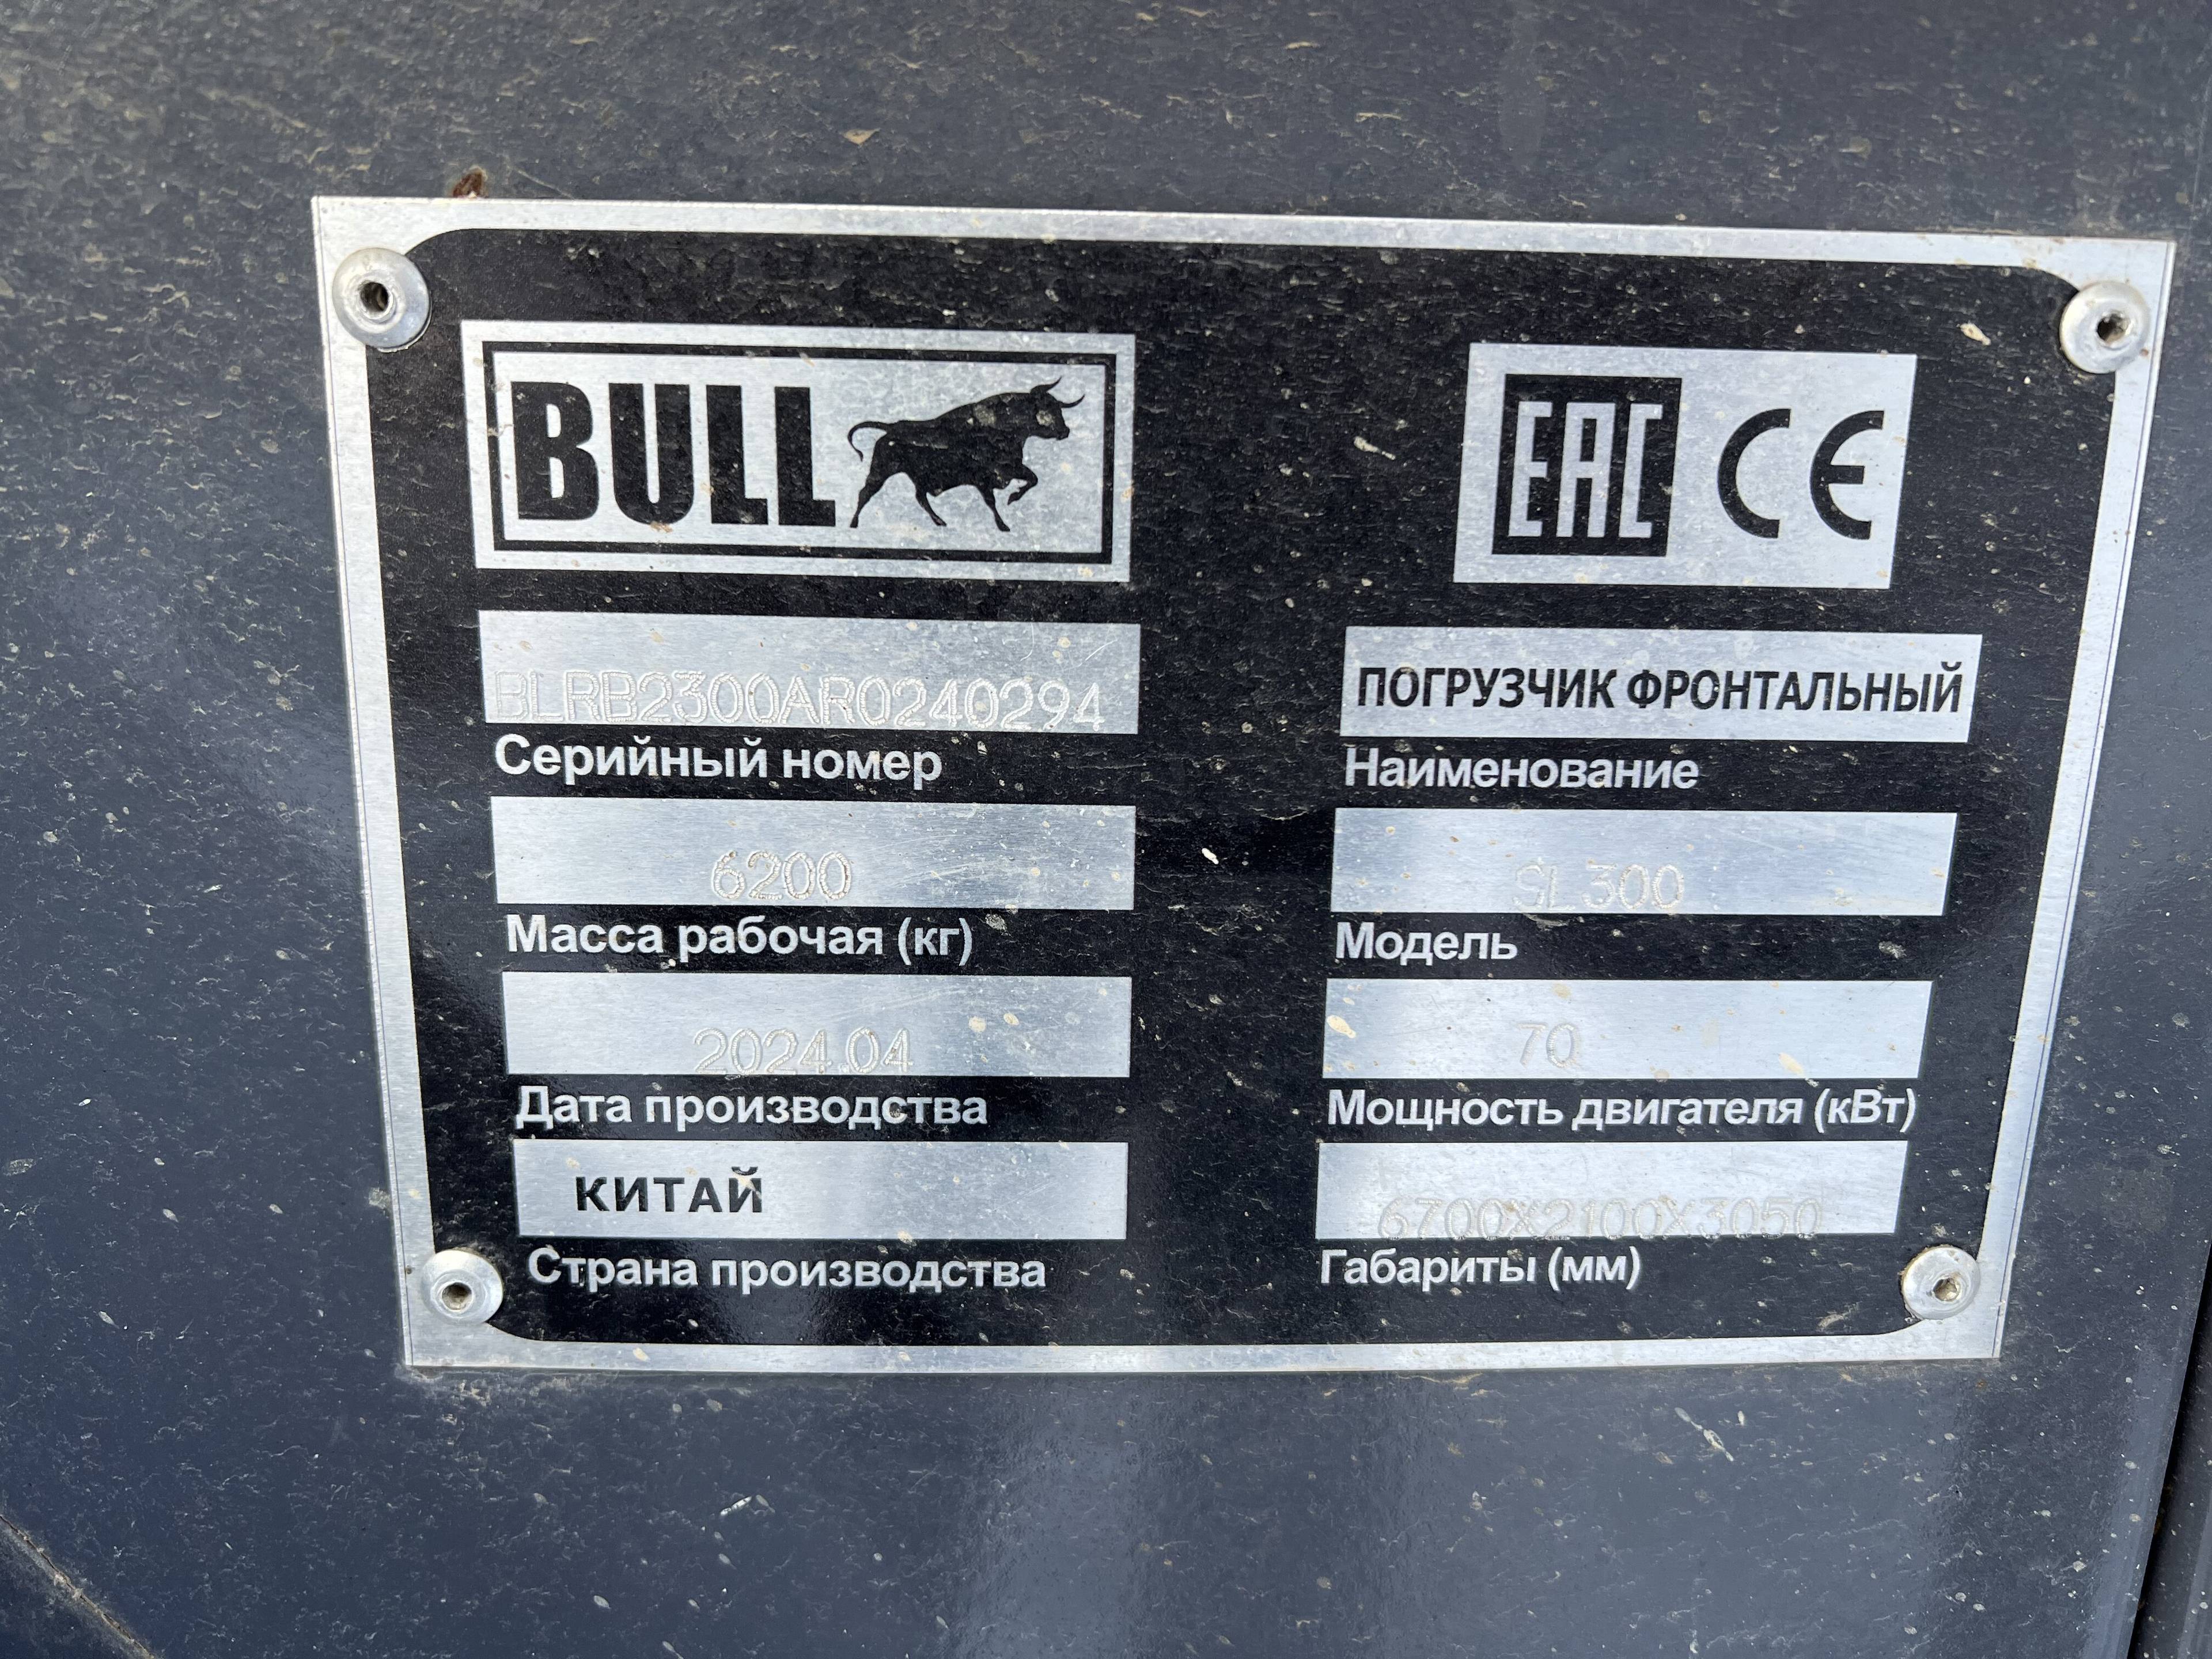 BULL
EAC CE
BLRB2300AR0240294
Серийный номер
ПОГРУЗЧИК ФРОНТАЛЬНЫЙ
Наименование
6200
Масса рабочая (кг)
SL300
Модель
2024.04
Дата производства
70
Мощность двигателя (кВт)
КИТАЙ
Страна производства
6700X2100X3050
Габариты (мм)